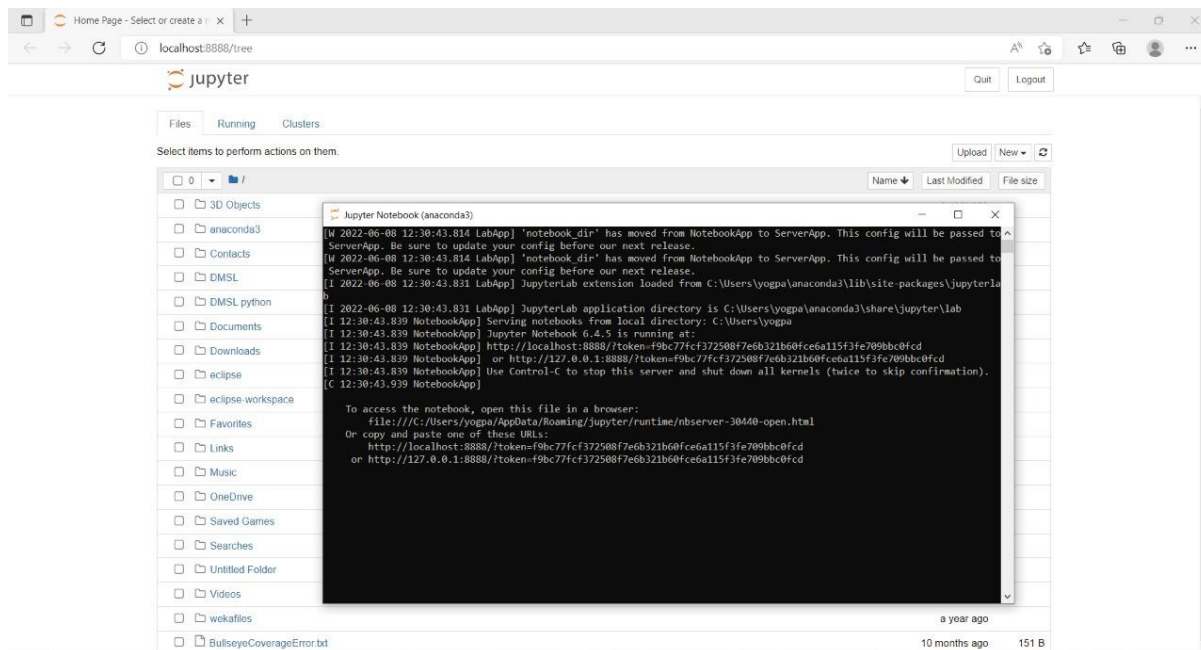 Home Page - Select or create a n
localhost:8888/tree
jupyter
Quit Logout
Files Running Clusters
Select items to perform actions on them.
Upload New
0 / Name Last Modified File size
3D Objects
anaconda3
Contacts
DMSL
DMSL python
Documents
Downloads
eclipse
eclipse-workspace
Favorites
Links
Music
OneDrive
Saved Games
Searches
Untitled Folder
Videos
wekafiles a year ago
BullseyeCoverageError.txt 10 months ago 151 B
Jupyter Notebook (anaconda3)
[W 2022-06-08 12:30:43.814 LabApp] 'notebook_dir' has moved from NotebookApp to ServerApp. This config will be passed to
ServerApp. Be sure to update your config before our next release.
[W 2022-06-08 12:30:43.814 LabApp] 'notebook_dir' has moved from NotebookApp to ServerApp. This config will be passed to
ServerApp. Be sure to update your config before our next release.
[I 2022-06-08 12:30:43.831 LabApp] JupyterLab extension loaded from C:\Users\yogpa\anaconda3\lib\site-packages\jupyterla
b
[I 2022-06-08 12:30:43.831 LabApp] JupyterLab application directory is C:\Users\yogpa\anaconda3\share\jupyter\lab
[I 12:30:43.839 NotebookApp] Serving notebooks from local directory: C:\Users\yogpa
[I 12:30:43.839 NotebookApp] Jupyter Notebook 6.4.5 is running at:
[I 12:30:43.839 NotebookApp] http://localhost:8888/?token=f9bc77fcf372508f7e6b321b60fce6a115f3fe709bbc0fcd
[I 12:30:43.839 NotebookApp]  or http://127.0.0.1:8888/?token=f9bc77fcf372508f7e6b321b60fce6a115f3fe709bbc0fcd
[I 12:30:43.839 NotebookApp] Use Control-C to stop this server and shut down all kernels (twice to skip confirmation).
[C 12:30:43.939 NotebookApp]
To access the notebook, open this file in a browser:
file:///C:/Users/yogpa/AppData/Roaming/jupyter/runtime/nbserver-30440-open.html
Or copy and paste one of these URLs:
http://localhost:8888/?token=f9bc77fcf372508f7e6b321b60fce6a115f3fe709bbc0fcd
or http://127.0.0.1:8888/?token=f9bc77fcf372508f7e6b321b60fce6a115f3fe709bbc0fcd